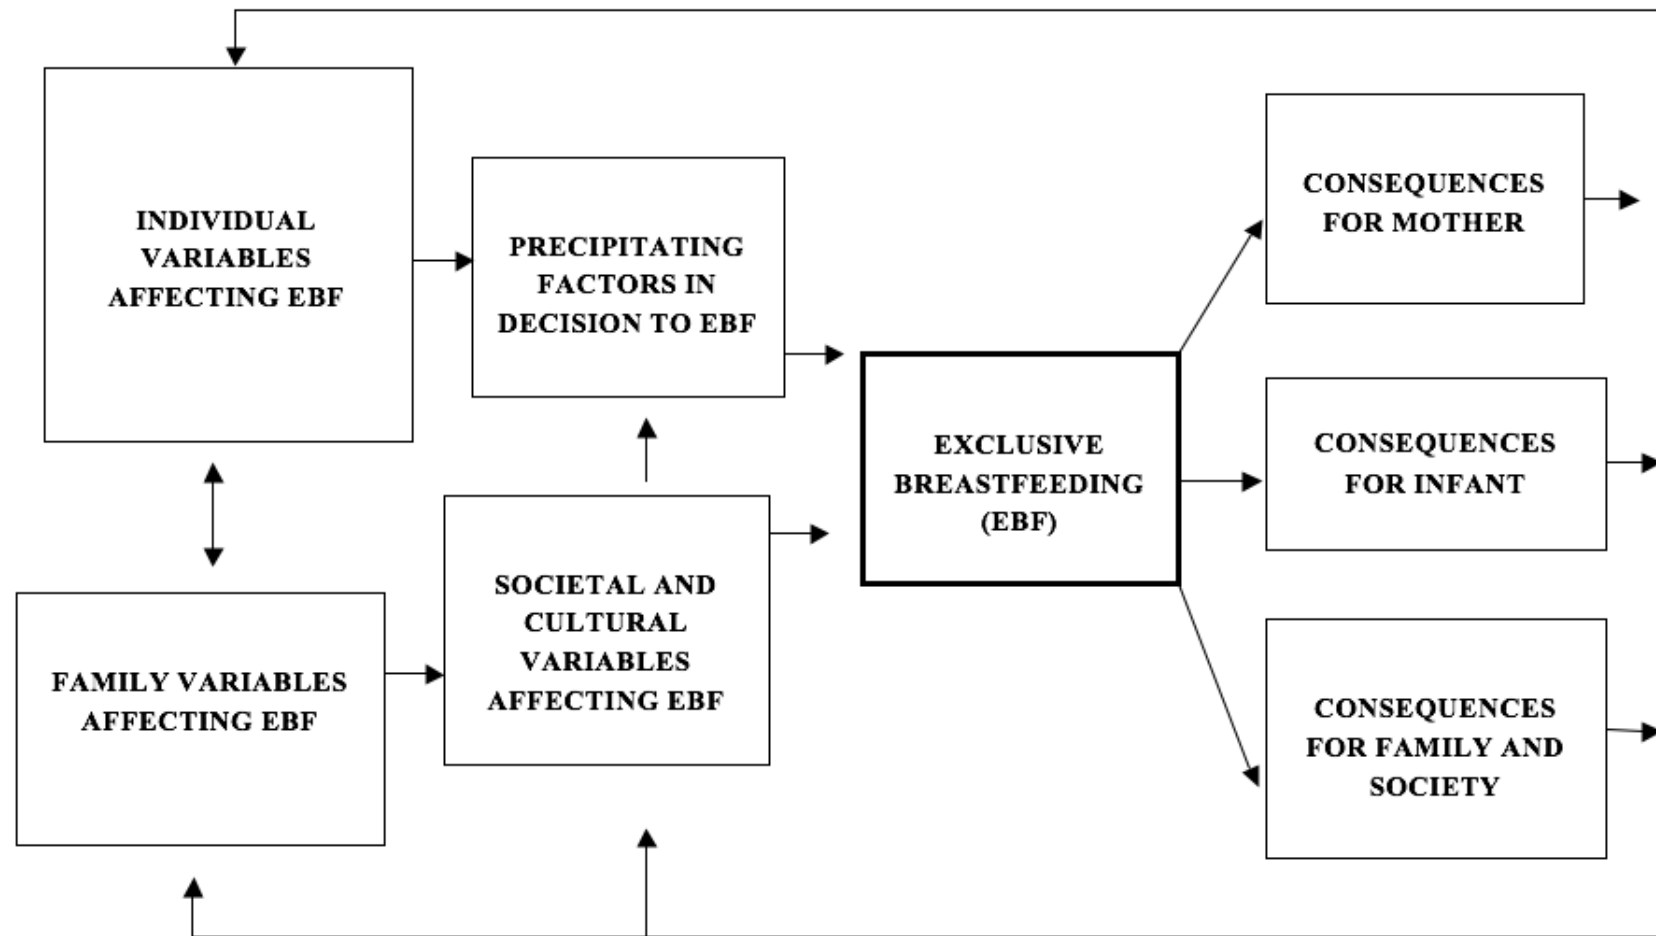 INDIVIDUAL
VARIABLES
AFFECTING EBF
PRECIPITATING
FACTORS IN
DECISION TO EBF
CONSEQUENCES
FOR MOTHER
EXCLUSIVE
BREASTFEEDING
(EBF)
CONSEQUENCES
FOR INFANT
FAMILY VARIABLES
AFFECTING EBF
SOCIETAL AND
CULTURAL
VARIABLES
AFFECTING EBF
CONSEQUENCES
FOR FAMILY AND
SOCIETY